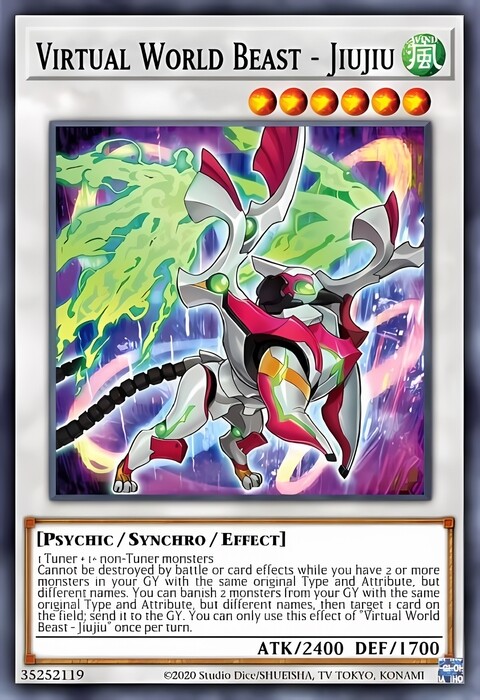 VIRTUAL WORLD BEAST - JIUJIU
WIND
風
[PSYCHIC / SYNCHRO / EFFECT]
1 Tuner + 1+ non-Tuner monsters
Cannot be destroyed by battle or card effects while you have 2 or more
monsters in your GY with the same original Type and Attribute, but
different names. You can banish 2 monsters from your GY with the same
original Type and Attribute, but different names, then target 1 card on
the field; send it to the GY. You can only use this effect of "Virtual World
Beast - Jiujiu" once per turn.
ATK/2400 DEF/1700
35252119
©2020 Studio Dice/SHUEISHA, TV TOKYO, KONAMI